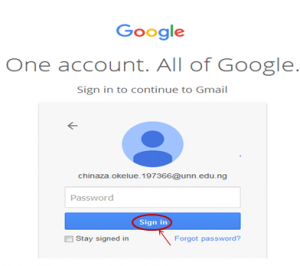 Google
One account. All of Google.
Sign in to continue to Gmail
chinaza.okelue.197366@unn.edu.ng
Password
Sign in
Stay signed in Forgot password?